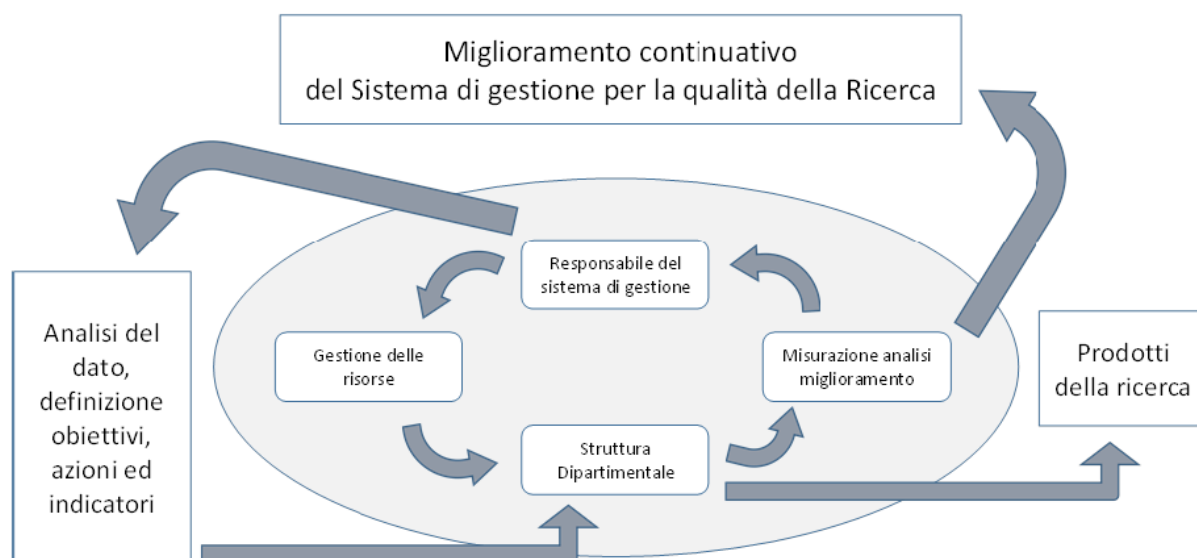 Miglioramento continuativo
del Sistema di gestione per la qualità della Ricerca
Responsabile del
sistema di gestione
Analisi del
dato,
definizione
obiettivi,
azioni ed
indicatori
Gestione delle
risorse
Misurazione analisi
miglioramento
Prodotti
della ricerca
Struttura
Dipartimentale